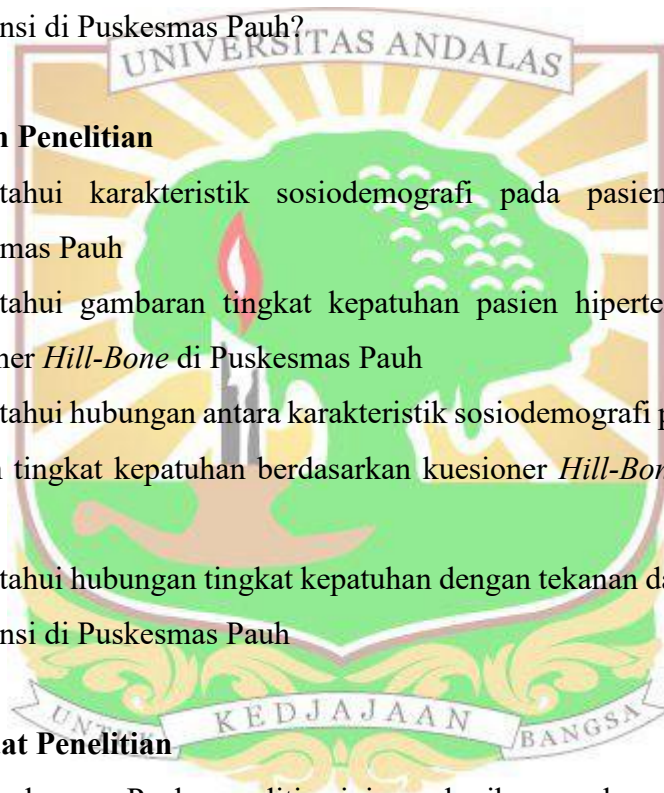 nsi di Puskesmas Pauh?
UNIVERSITAS ANDALAS
Penelitian
tahui karakteristik sosiodemografi pada pasien
mas Pauh
tahui gambaran tingkat kepatuhan pasien hiperte
ner Hill-Bone di Puskesmas Pauh
tahui hubungan antara karakteristik sosiodemografi p
tingkat kepatuhan berdasarkan kuesioner Hill-Bon
tahui hubungan tingkat kepatuhan dengan tekanan da
nsi di Puskesmas Pauh
UNTUK KEDJAJAAN BANGSA
at Penelitian